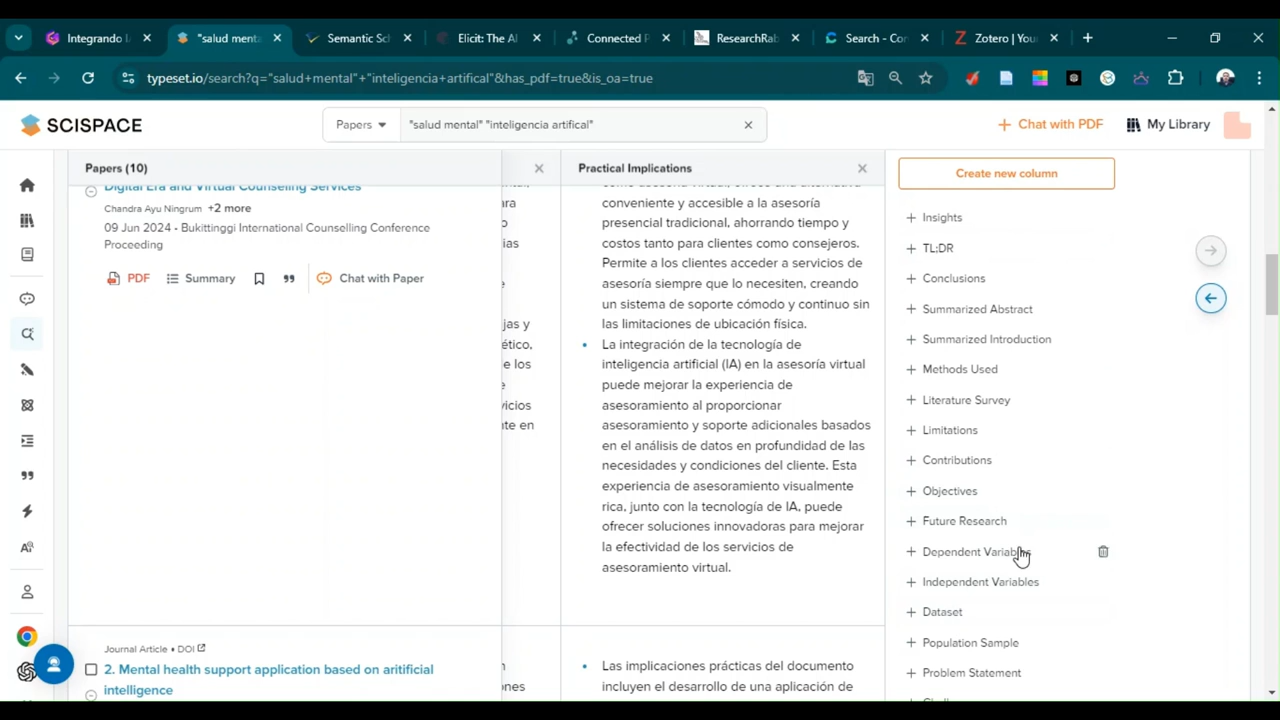 Integrando I
"salud menta
Semantic Sc
Elicit: The AI
Connected P
ResearchRab
Search - Con
Zotero | You
typeset.io/search?q="salud+mental"+"inteligencia+artifical"&has_pdf=true&is_oa=true
SCISPACE
Papers
"salud mental" "inteligencia artifical"
Chat with PDF
My Library
Papers (10)
Practical Implications
Create new column
Digital Era and Virtual Counseling Services
Chandra Ayu Ningrum +2 more
09 Jun 2024 - Bukittinggi International Counselling Conference
Proceeding
PDF
Summary
Chat with Paper
como asesoría virtual, ofrece una alternativa
conveniente y accesible a la asesoría
presencial tradicional, ahorrando tiempo y
costos tanto para clientes como consejeros.
Permite a los clientes acceder a servicios de
asesoría siempre que lo necesiten, creando
un sistema de soporte cómodo y continuo sin
las limitaciones de ubicación física.
La integración de la tecnología de
inteligencia artificial (IA) en la asesoría virtual
puede mejorar la experiencia de
asesoramiento al proporcionar
asesoramiento y soporte adicionales basados
en el análisis de datos en profundidad de las
necesidades y condiciones del cliente. Esta
experiencia de asesoramiento visualmente
rica, junto con la tecnología de IA, puede
ofrecer soluciones innovadoras para mejorar
la efectividad de los servicios de
asesoramiento virtual.
Insights
TL;DR
Conclusions
Summarized Abstract
Summarized Introduction
Methods Used
Literature Survey
Limitations
Contributions
Objectives
Future Research
Dependent Variables
Independent Variables
Dataset
Population Sample
Problem Statement
Journal Article • DOI
2. Mental health support application based on aritificial
intelligence
Las implicaciones prácticas del documento
incluyen el desarrollo de una aplicación de